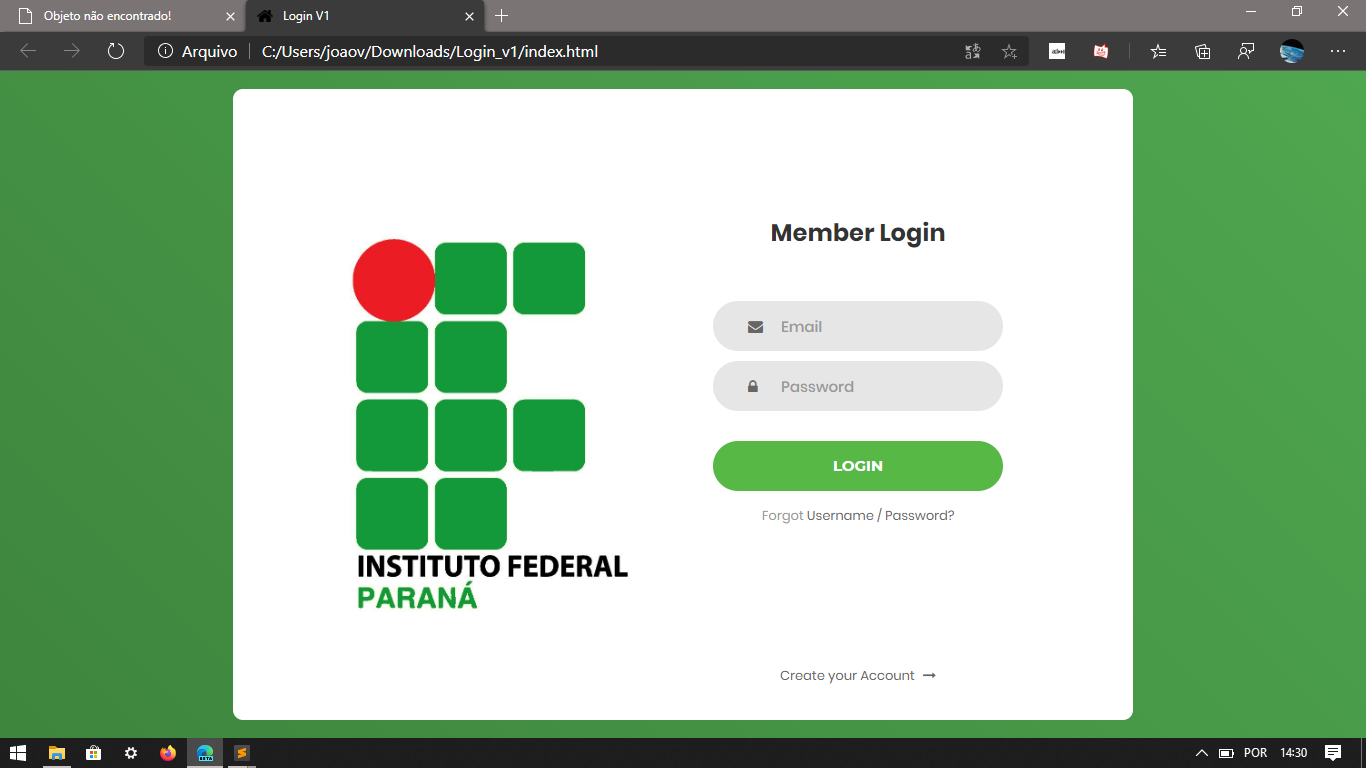 Objeto não encontrado!
Login V1
Arquivo
C:/Users/joaov/Downloads/Login_v1/index.html
Member Login
Email
Password
LOGIN
Forgot Username / Password?
INSTITUTO FEDERAL
PARANÁ
Create your Account
POR
14:30